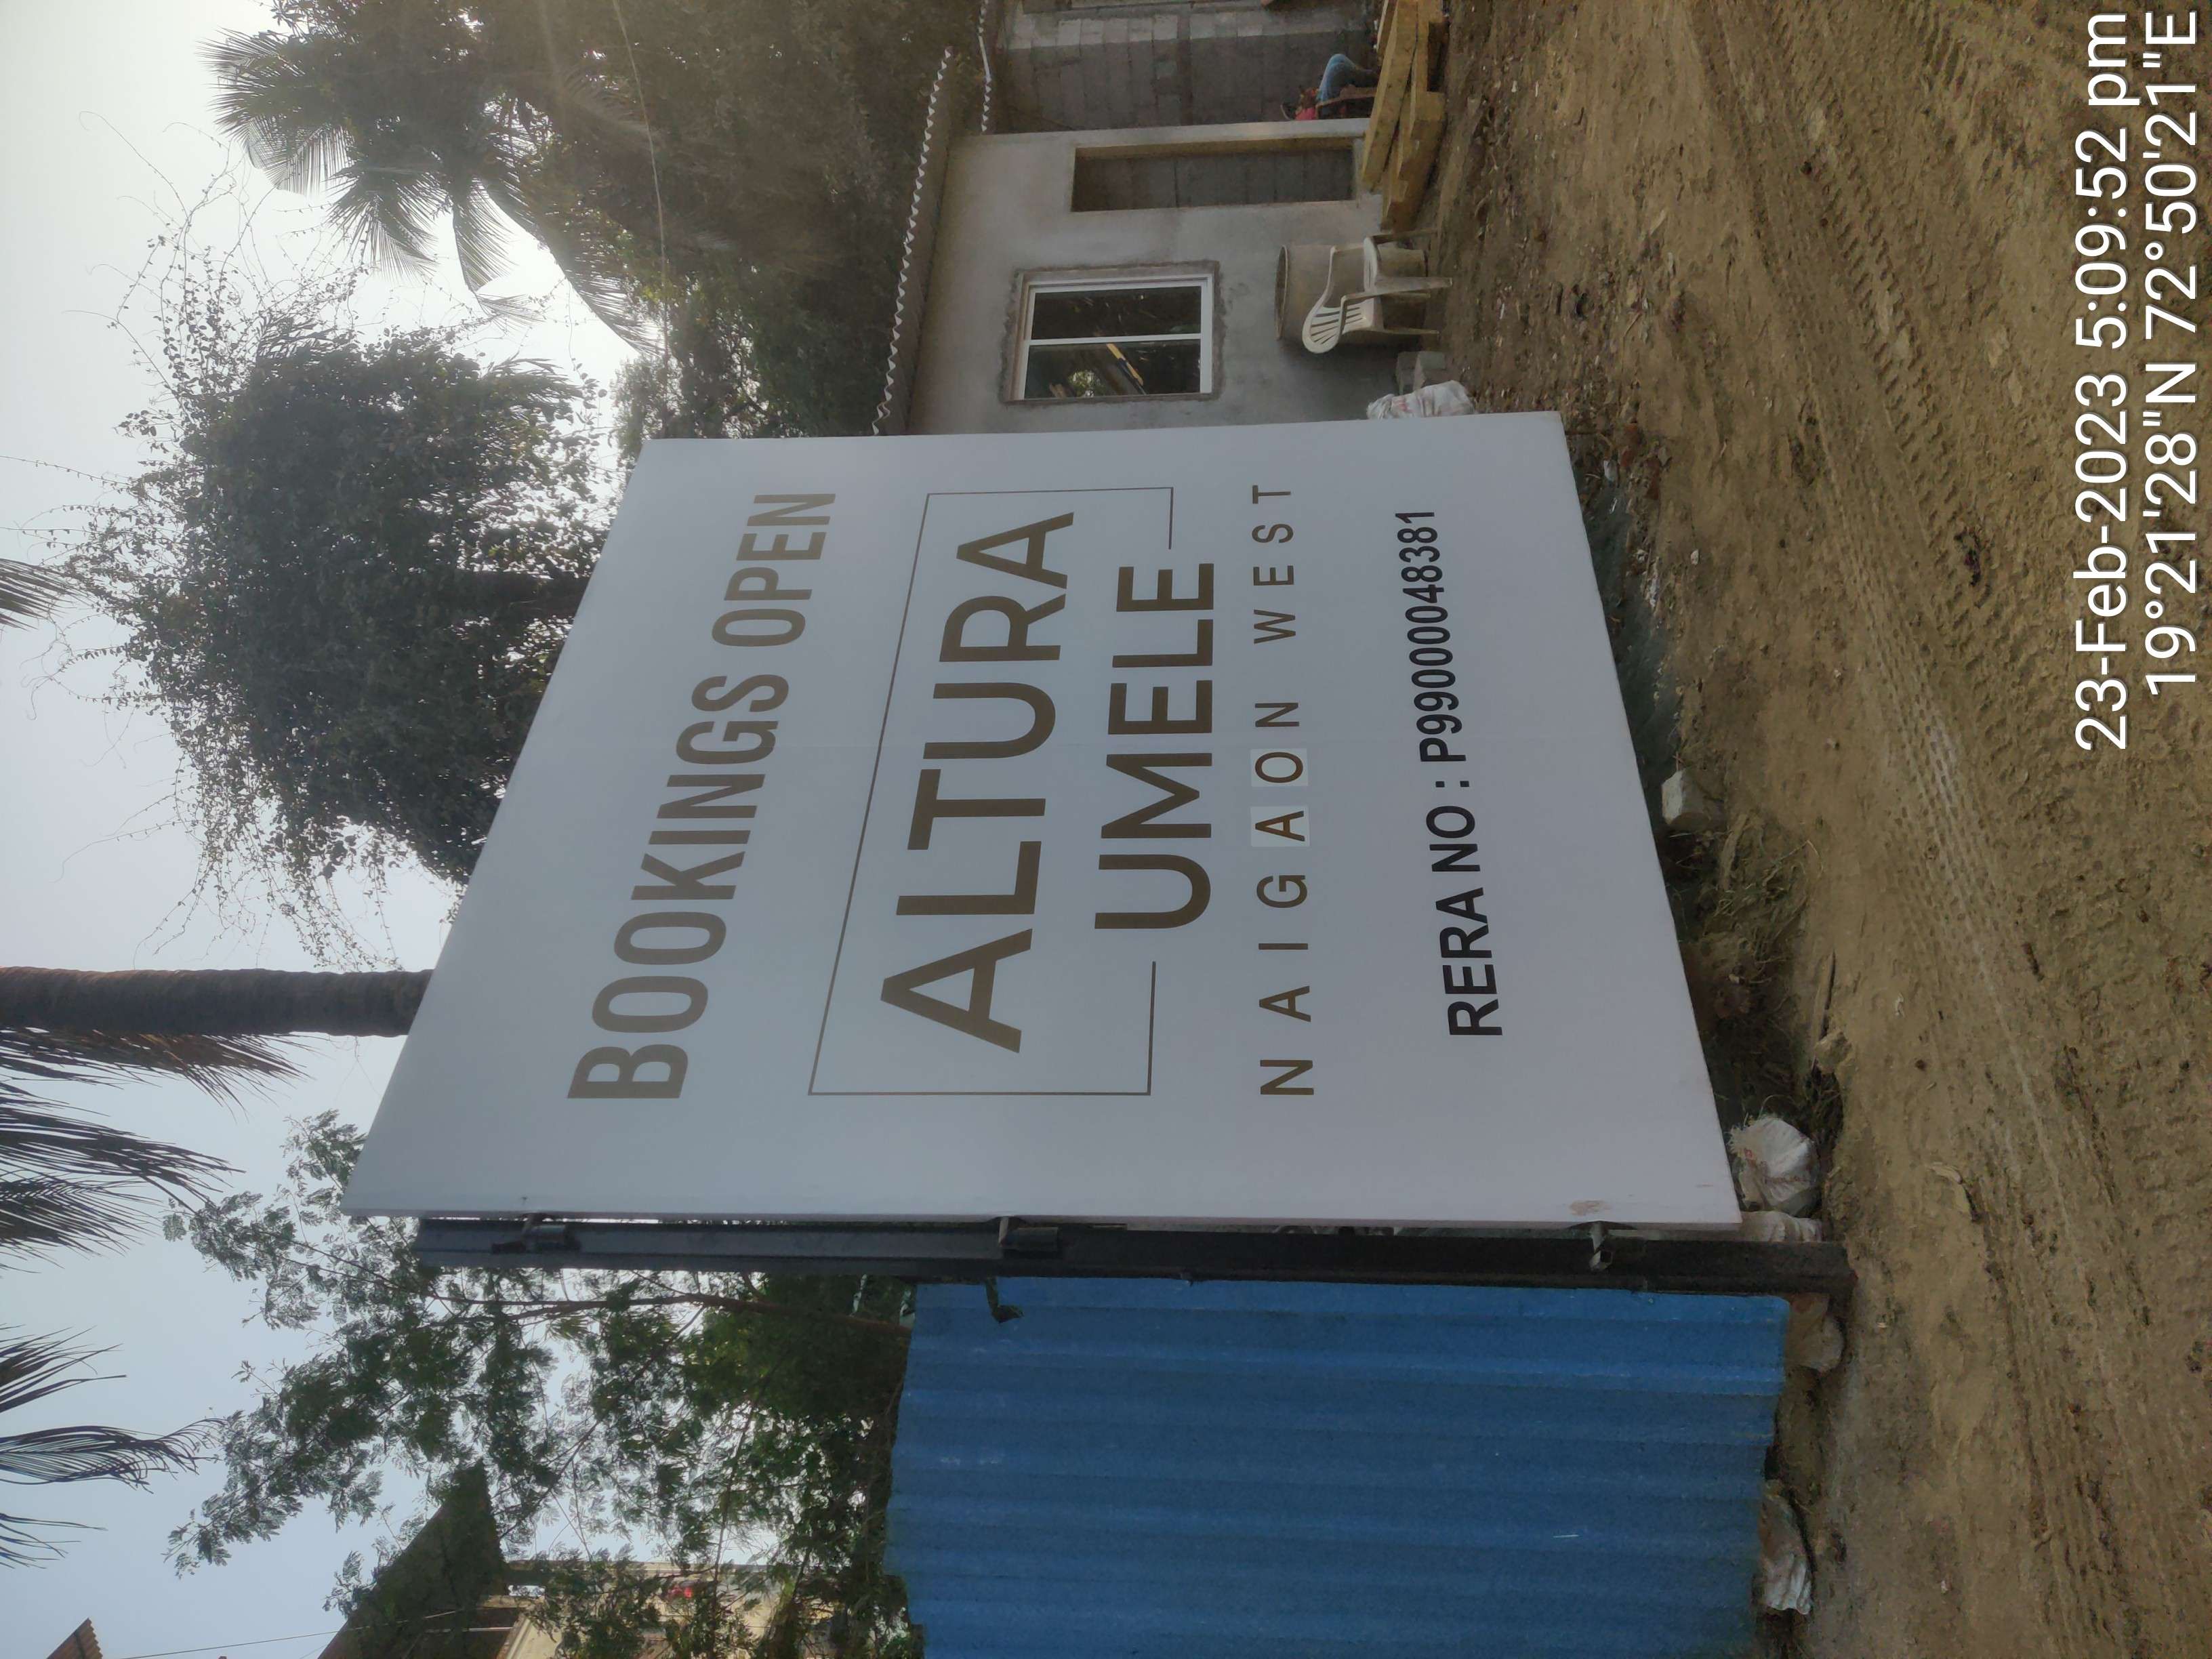 BOOKINGS OPEN
ALTURA
UMELE
NAIGAON WEST
RERA NO : P99000048381
23-Feb-2023 5:09:52 pm
19°21'28"N 72°50'21"E